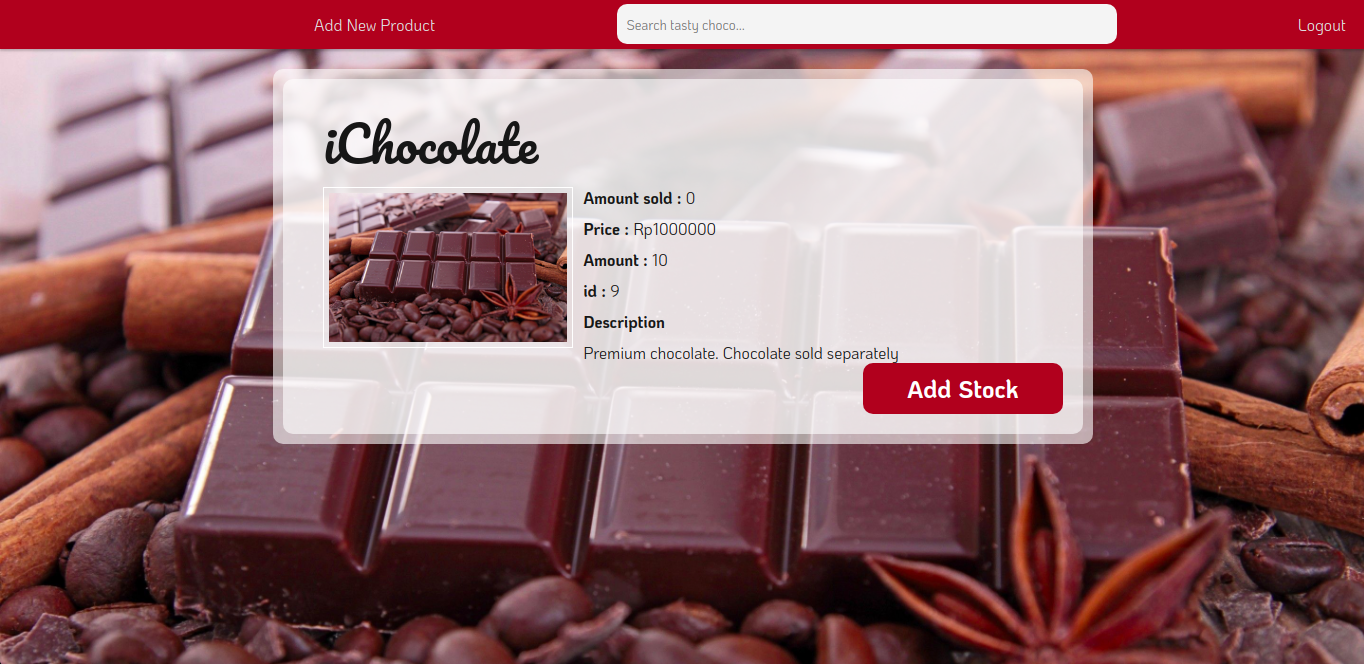 Add New Product
Search tasty choco...
Logout
iChocolate
Amount sold : 0
Price : Rp1000000
Amount : 10
id : 9
Description
Premium chocolate. Chocolate sold separately
Add Stock